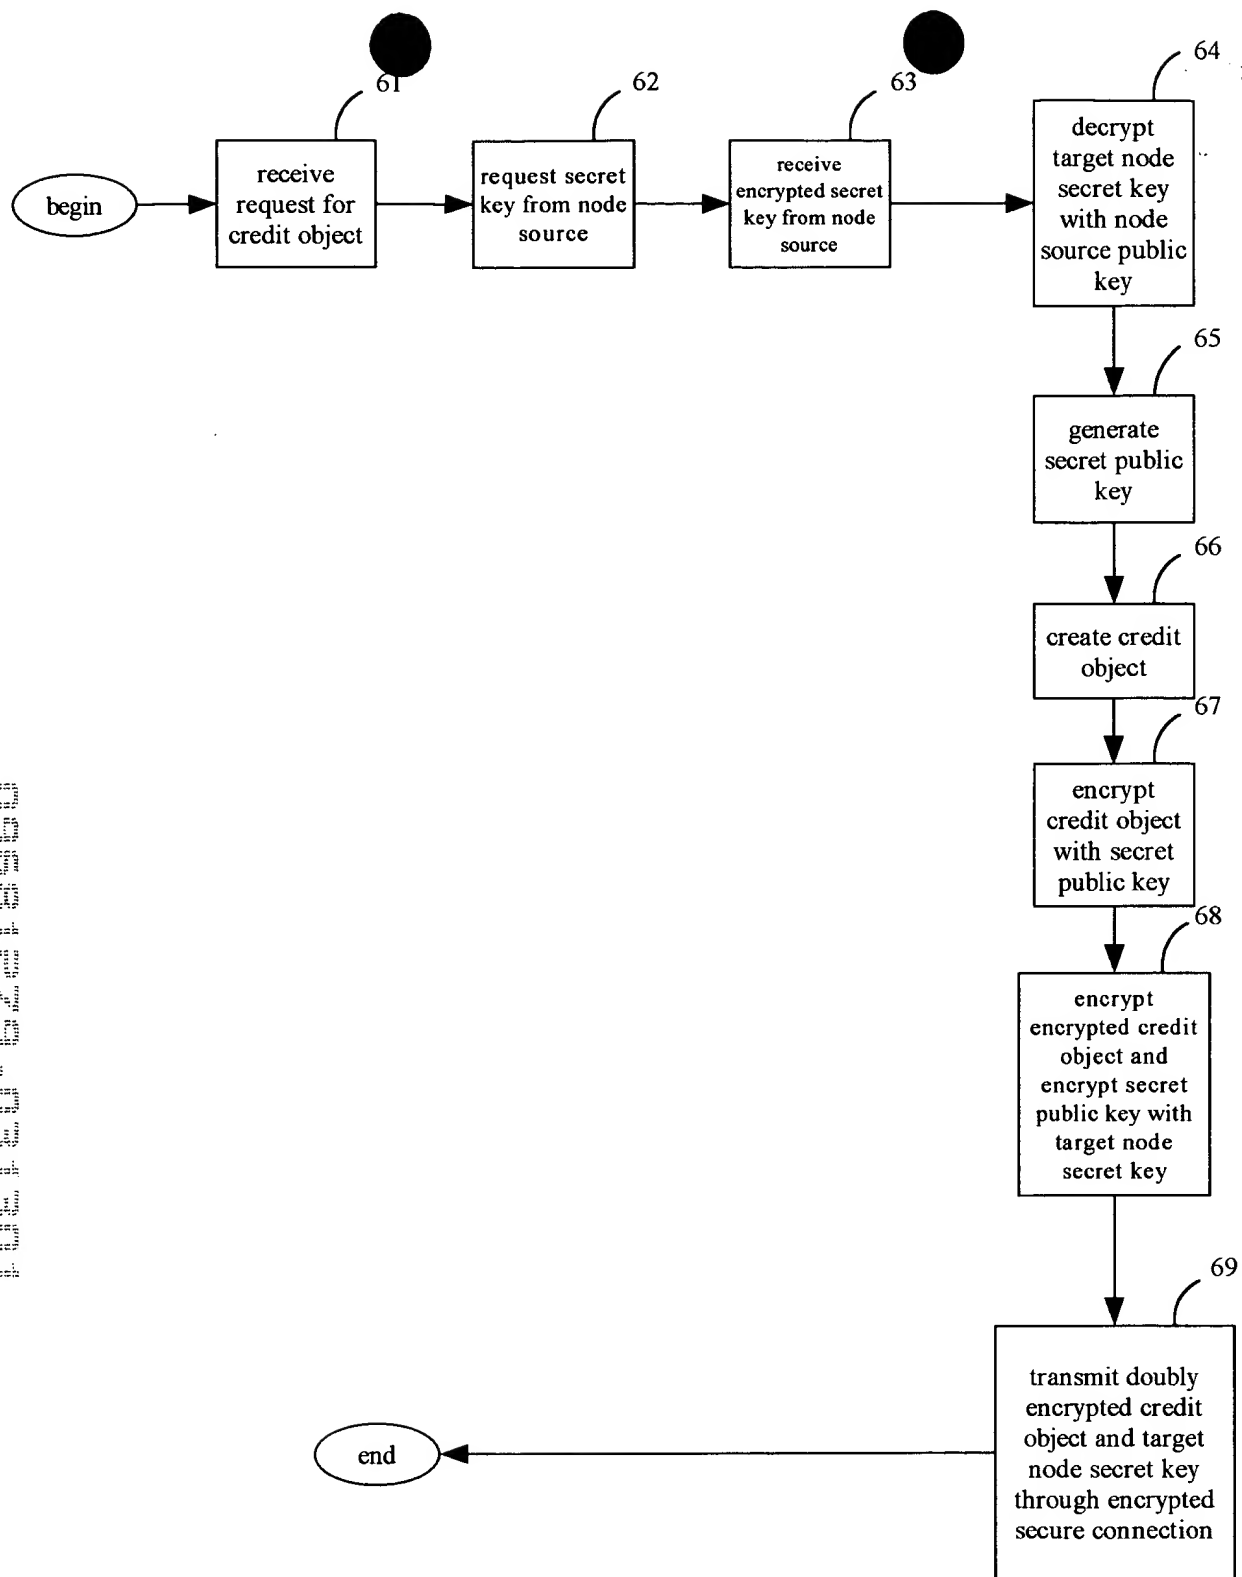 61
62
63
64
begin
receive
request for
credit object
request secret
key from node
source
receive
encrypted secret
key from node
source
decrypt
target node
secret key
with node
source public
key
65
generate
secret public
key
66
create credit
object
67
encrypt
credit object
with secret
public key
68
encrypt
encrypted credit
object and
encrypt secret
public key with
target node
secret key
69
transmit doubly
encrypted credit
object and target
node secret key
through encrypted
secure connection
end